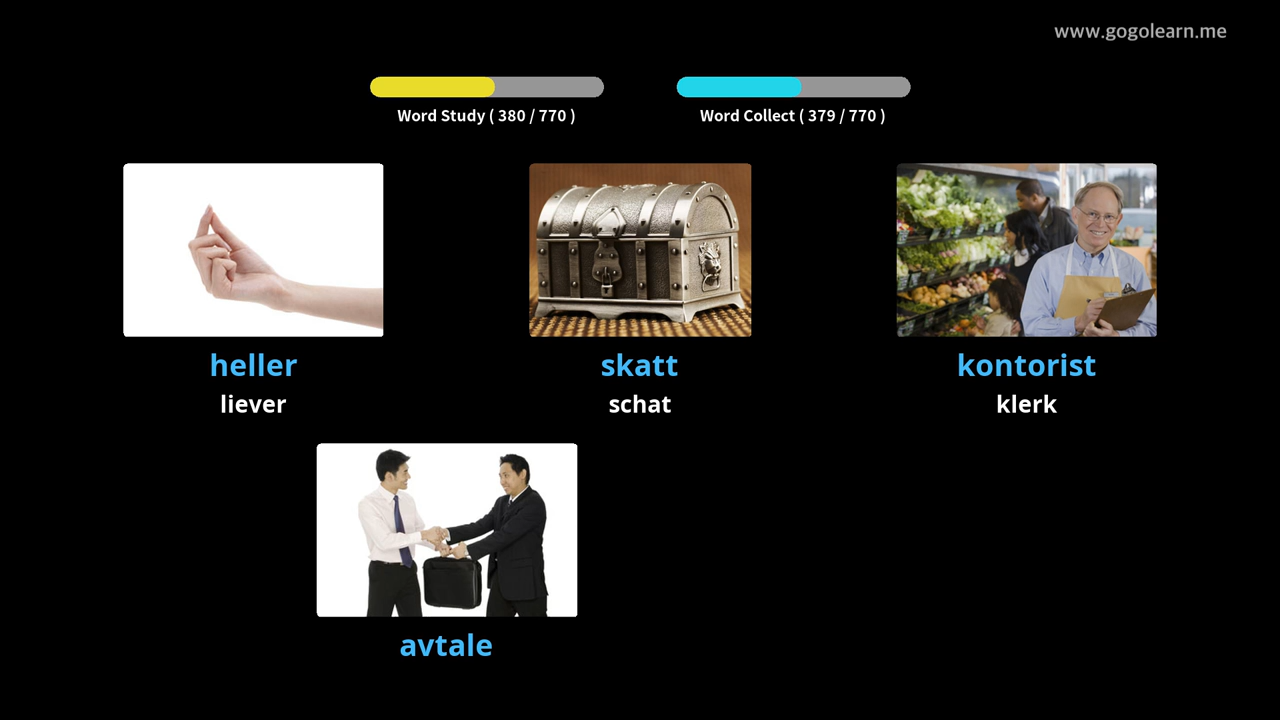 www.gogolearn.me
Word Study ( 380 / 770 )
Word Collect ( 379 / 770 )
heller
skatt
kontorist
liever
schat
klerk
avtale